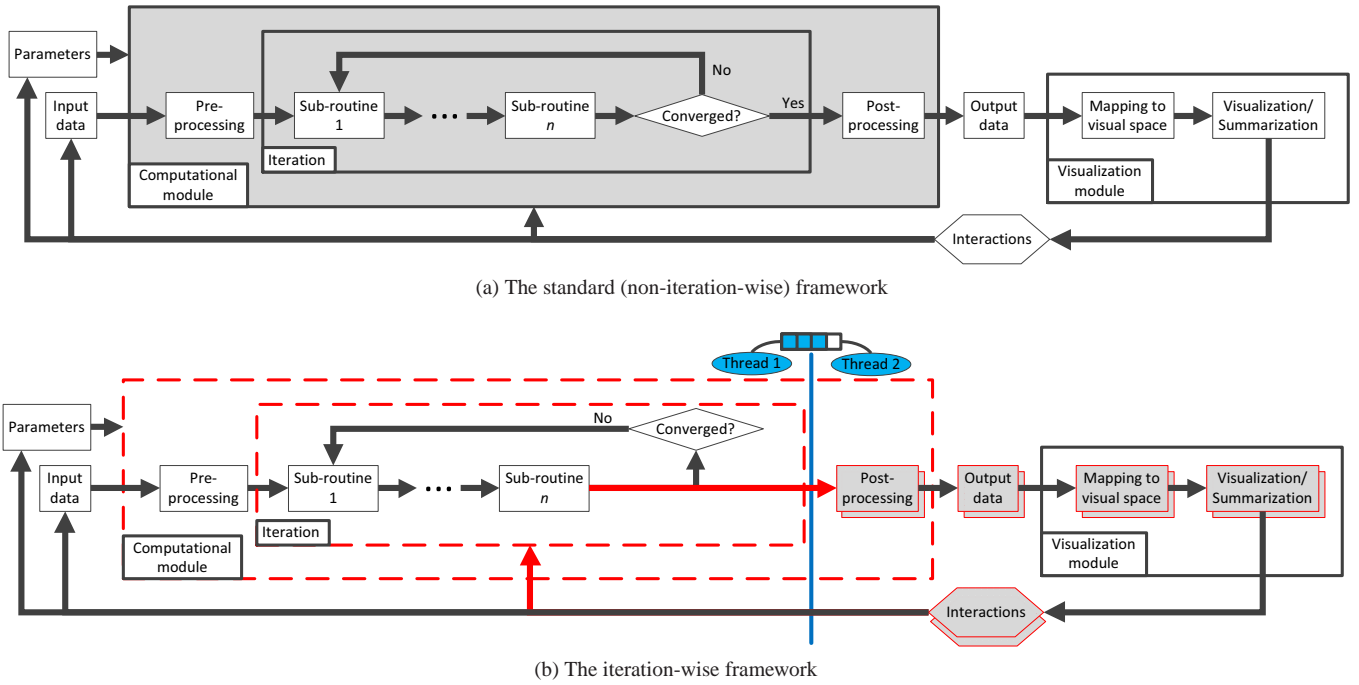 Parameters
No
Input
data
Pre-
processing
Sub-routine
1
...
Sub-routine
n
Converged?
Yes
Post-
processing
Output
data
Mapping to
visual space
Visualization/
Summarization
Iteration
Computational
module
Visualization
module
Interactions
(a) The standard (non-iteration-wise) framework
Thread 1
Thread 2
Parameters
No
Converged?
Input
data
Pre-
processing
Sub-routine
1
...
Sub-routine
n
Post-
processing
Output
data
Mapping to
visual space
Visualization/
Summarization
Iteration
Computational
module
Visualization
module
Interactions
(b) The iteration-wise framework